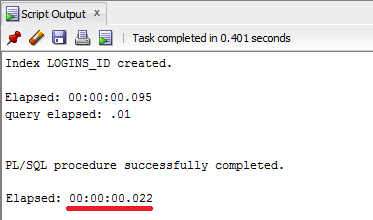 Script Output x
Task completed in 0.401 seconds
Index LOGINS_ID created.
Elapsed: 00:00:00.095
query elapsed: .01
PL/SQL procedure successfully completed.
Elapsed: 00:00:00.022